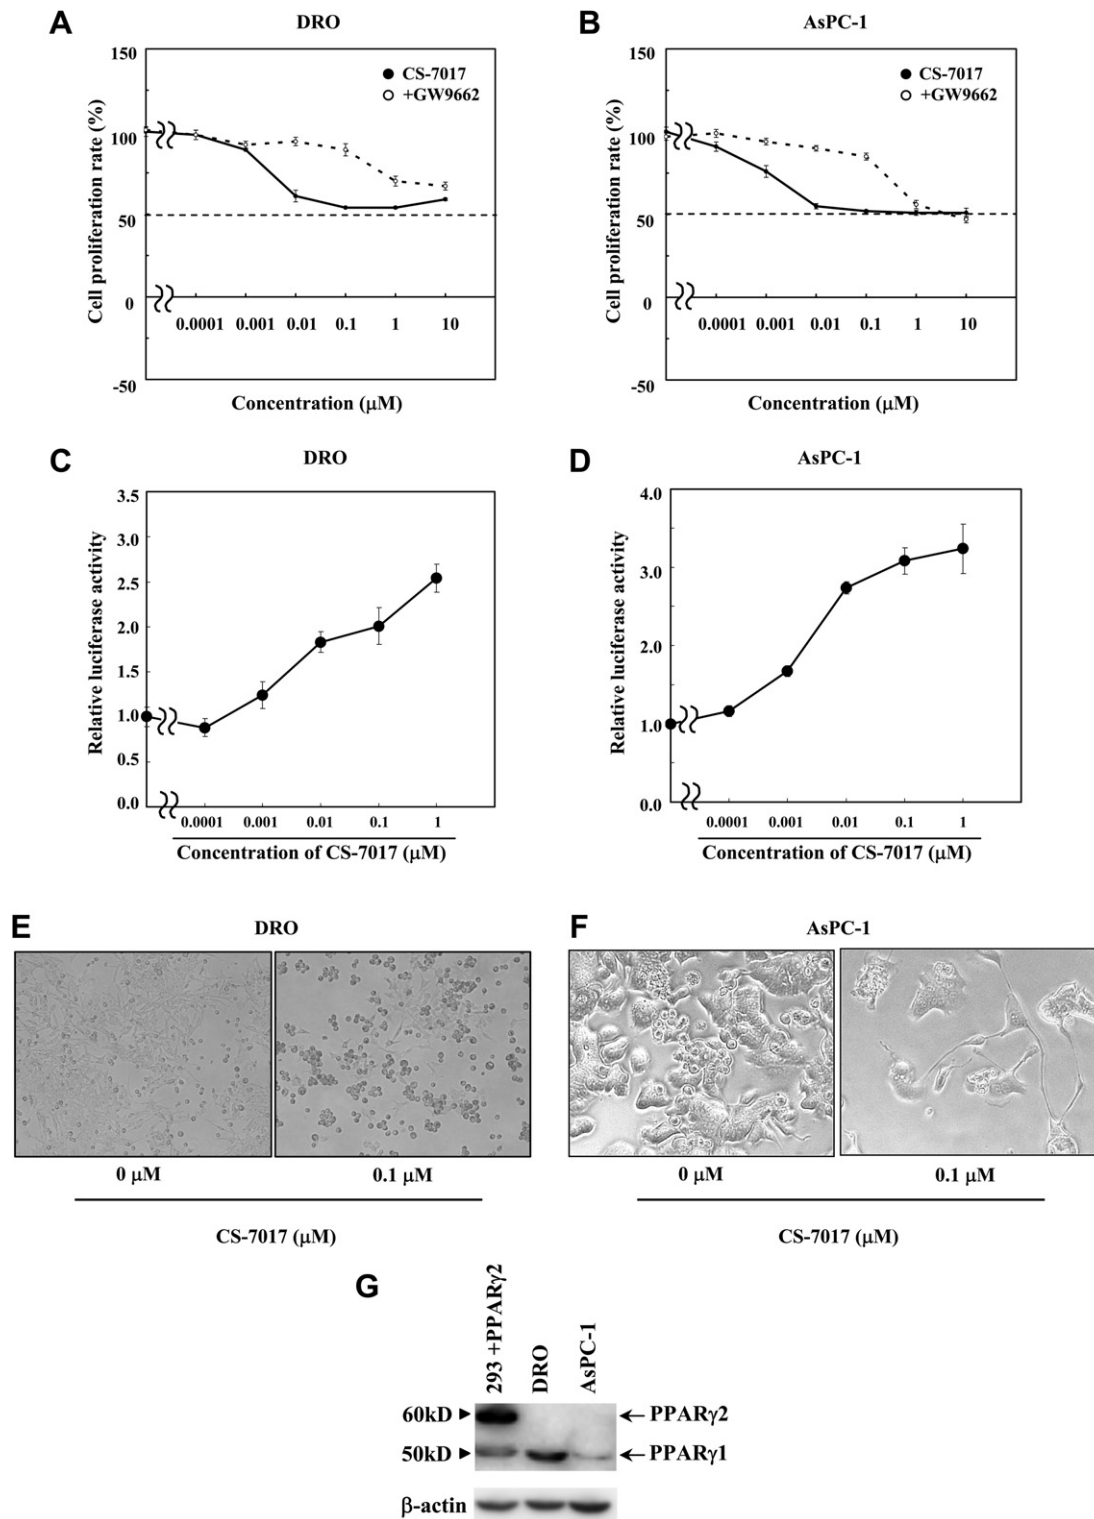 A
DRO
150
100
50
0
-50
Cell proliferation rate (%)
CS-7017
+GW9662
0.0001 0.001 0.01 0.1 1 10
Concentration (μM)
B
AsPC-1
150
100
50
0
-50
Cell proliferation rate (%)
CS-7017
+GW9662
0.0001 0.001 0.01 0.1 1 10
Concentration (μM)
C
DRO
3.5
3.0
2.5
2.0
1.5
1.0
0.5
0.0
Relative luciferase activity
0.0001 0.001 0.01 0.1 1
Concentration of CS-7017 (μM)
D
AsPC-1
4.0
3.0
2.0
1.0
0.0
Relative luciferase activity
0.0001 0.001 0.01 0.1 1
Concentration of CS-7017 (μM)
E
DRO
0 μM 0.1 μM
CS-7017 (μM)
F
AsPC-1
0 μM 0.1 μM
CS-7017 (μM)
G
293 +PPARγ2
DRO
AsPC-1
60kD PPARγ2
50kD PPARγ1
β-actin